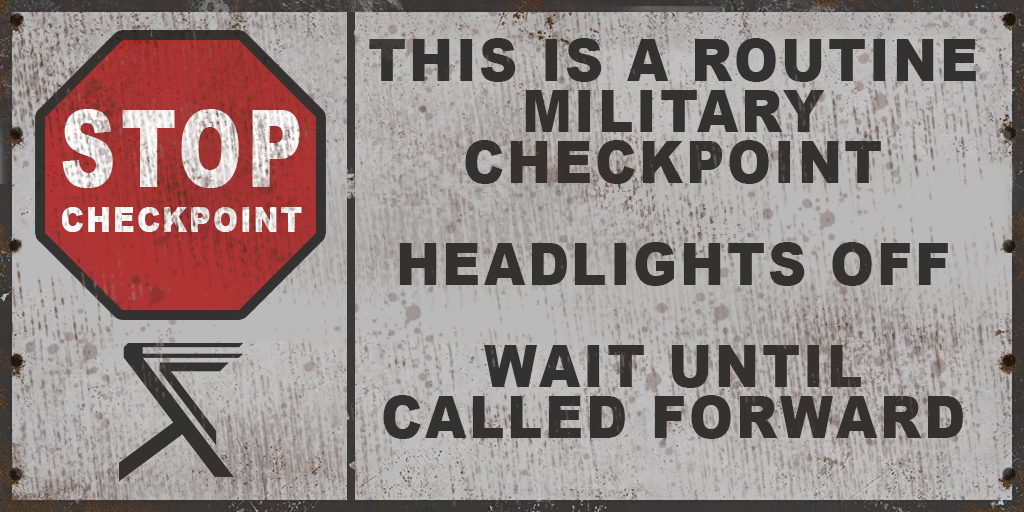 STOP
CHECKPOINT
THIS IS A ROUTINE
MILITARY
CHECKPOINT
HEADLIGHTS OFF
WAIT UNTIL
CALLED FORWARD